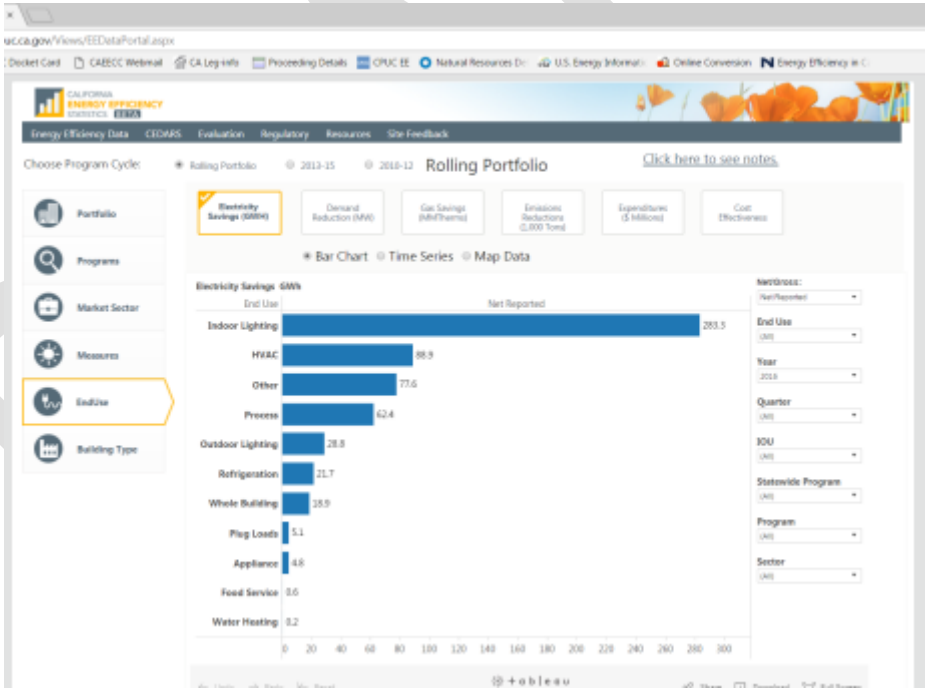 uc.ca.gov/Views/EEDataPortal.aspx
Docket Card CAEECC Webmail CA Leg info Proceeding Details CPUC EE Natural Resources De U.S. Energy Informati Online Conversion Energy Efficiency in C
CALIFORNIA
ENERGY EFFICIENCY
STATISTICS BETA
Energy Efficiency Data CEDARS Evaluation Regulatory Resources Site Feedback
Choose Program Cycle: Rolling Portfolio 2013-15 2010-12 Rolling Portfolio Click here to see notes.
Portfolio
Programs
Market Sector
Measures
EndUse
Building Type
Electricity Savings (GWH)
Demand Reduction (MW)
Gas Savings (MMTherms)
Emissions Reductions (1,000 Tons)
Expenditures ($ Millions)
Cost Effectiveness
Bar Chart Time Series Map Data
Electricity Savings GWh
End Use Net Reported
Indoor Lighting 283.3
HVAC 88.9
Other 77.6
Process 62.4
Outdoor Lighting 28.8
Refrigeration 21.7
Whole Building 18.9
Plug Loads 5.1
Appliance 4.8
Food Service 0.6
Water Heating 0.2
0 20 40 60 80 100 120 140 160 180 200 220 240 260 280 300
Net/Gross:
Net Reported
End Use
(All)
Year
2016
Quarter
(All)
IOU
(All)
Statewide Program
(All)
Program
(All)
Sector
(All)
Undo Redo Reset + a b l e a u Share Download Full Screen